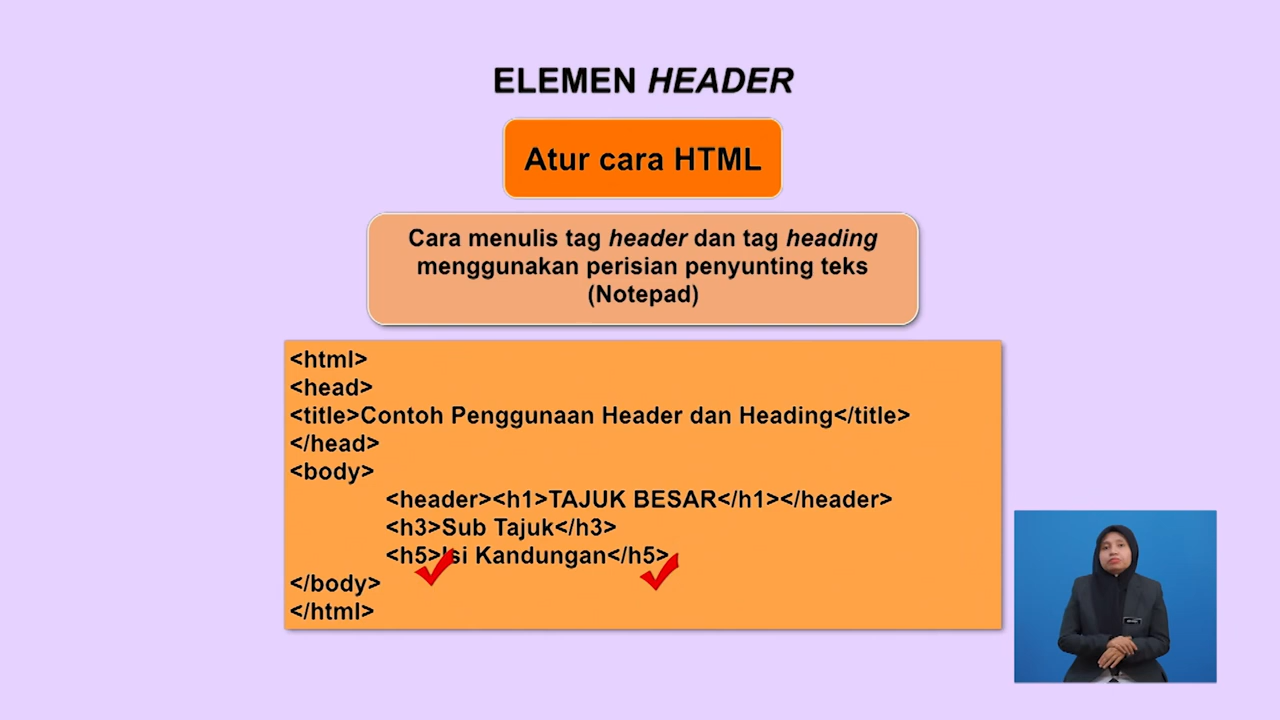 ELEMEN HEADER
Atur cara HTML
Cara menulis tag header dan tag heading
menggunakan perisian penyunting teks
(Notepad)
<html>
<head>
<title>Contoh Penggunaan Header dan Heading</title>
</head>
<body>
<header><h1>TAJUK BESAR</h1></header>
<h3>Sub Tajuk</h3>
<h5>Isi Kandungan</h5>
</body>
</html>